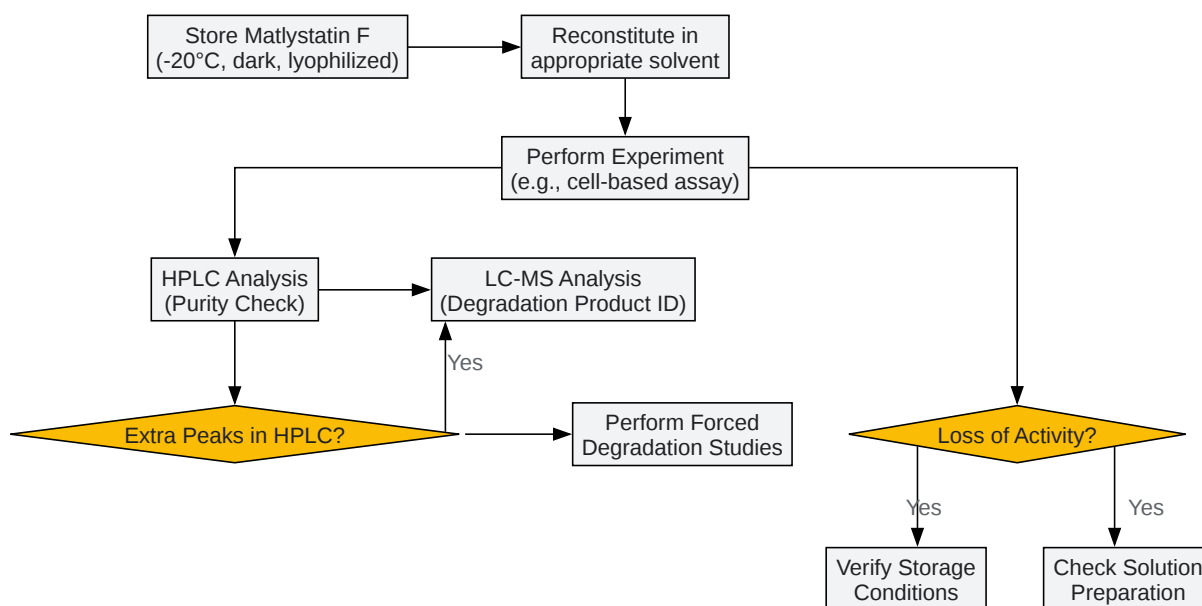 Store Matlystatin F
(-20°C, dark, lyophilized)
Reconstitute in
appropriate solvent
Perform Experiment
(e.g., cell-based assay)
HPLC Analysis
(Purity Check)
LC-MS Analysis
(Degradation Product ID)
Yes
Extra Peaks in HPLC?
Perform Forced
Degradation Studies
Loss of Activity?
Yes
Yes
Verify Storage
Conditions
Check Solution
Preparation